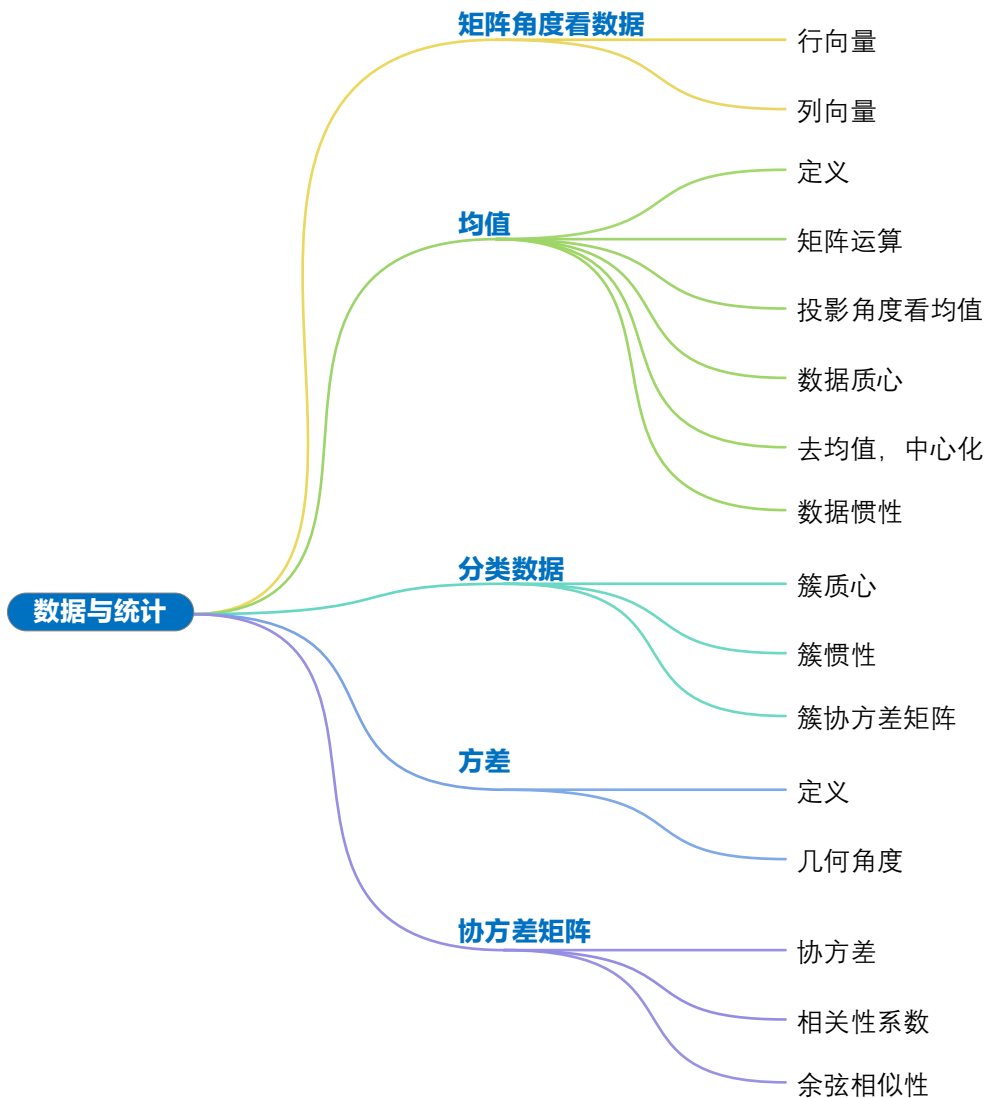 数据与统计
矩阵角度看数据
行向量
列向量
均值
定义
矩阵运算
投影角度看均值
数据质心
去均值，中心化
数据惯性
分类数据
簇质心
簇惯性
簇协方差矩阵
方差
定义
几何角度
协方差矩阵
协方差
相关性系数
余弦相似性